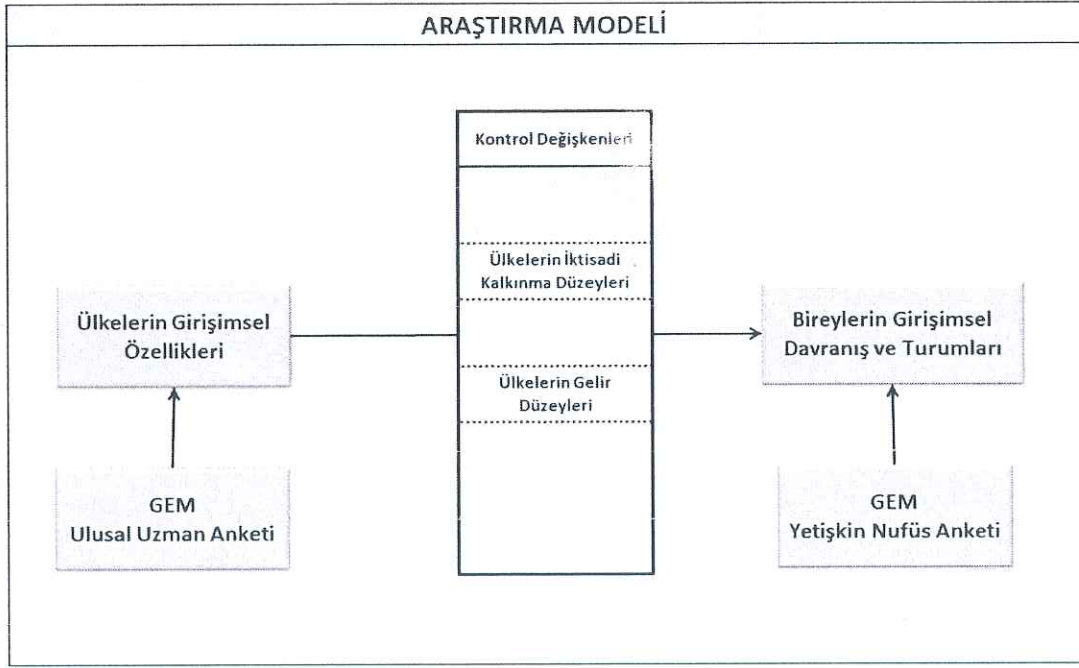 ARAŞTIRMA MODELİ
Kontrol Değişkenleri
Ülkelerin İktisadi
Kalkınma Düzeyleri
Ülkelerin Girişimsel
Özellikleri
Bireylerin Girişimsel
Davranış ve Turumları
Ülkelerin Gelir
Düzeyleri
GEM
Ulusal Uzman Anketi
GEM
Yetişkin Nufüs Anketi